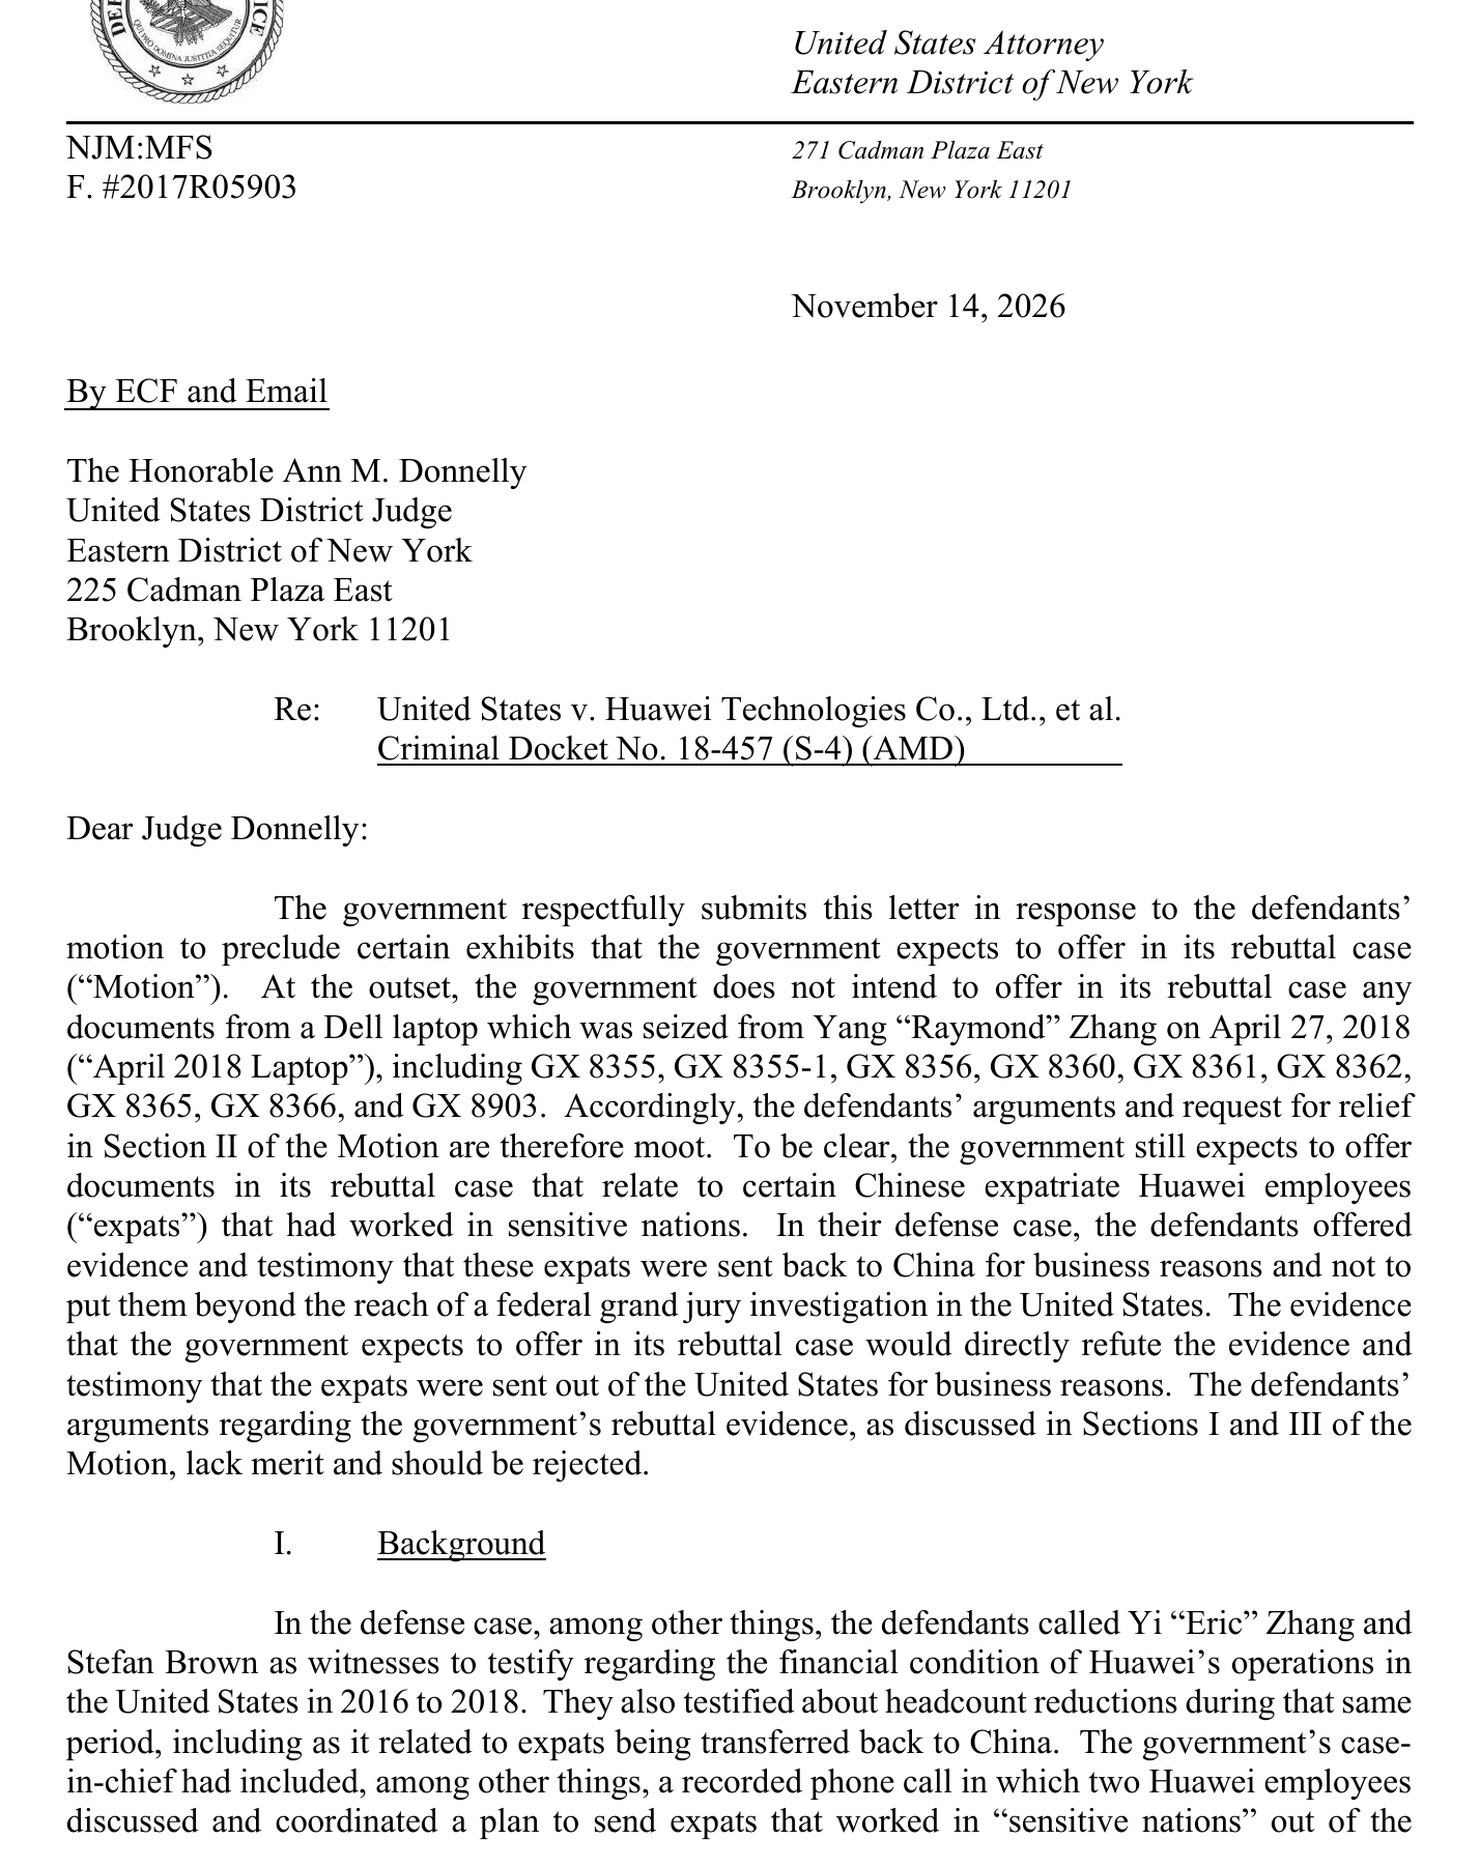 DEP
ICE
QUI PRO DOMINA JUSTITIA SEQUITUR
United States Attorney
Eastern District of New York
NJM:MFS
F. #2017R05903
271 Cadman Plaza East
Brooklyn, New York 11201
November 14, 2026
By ECF and Email
The Honorable Ann M. Donnelly
United States District Judge
Eastern District of New York
225 Cadman Plaza East
Brooklyn, New York 11201
Re: United States v. Huawei Technologies Co., Ltd., et al.
Criminal Docket No. 18-457 (S-4) (AMD)
Dear Judge Donnelly:
The government respectfully submits this letter in response to the defendants’
motion to preclude certain exhibits that the government expects to offer in its rebuttal case
(“Motion”). At the outset, the government does not intend to offer in its rebuttal case any
documents from a Dell laptop which was seized from Yang “Raymond” Zhang on April 27, 2018
(“April 2018 Laptop”), including GX 8355, GX 8355-1, GX 8356, GX 8360, GX 8361, GX 8362,
GX 8365, GX 8366, and GX 8903. Accordingly, the defendants’ arguments and request for relief
in Section II of the Motion are therefore moot. To be clear, the government still expects to offer
documents in its rebuttal case that relate to certain Chinese expatriate Huawei employees
(“expats”) that had worked in sensitive nations. In their defense case, the defendants offered
evidence and testimony that these expats were sent back to China for business reasons and not to
put them beyond the reach of a federal grand jury investigation in the United States. The evidence
that the government expects to offer in its rebuttal case would directly refute the evidence and
testimony that the expats were sent out of the United States for business reasons. The defendants’
arguments regarding the government’s rebuttal evidence, as discussed in Sections I and III of the
Motion, lack merit and should be rejected.
I. Background
In the defense case, among other things, the defendants called Yi “Eric” Zhang and
Stefan Brown as witnesses to testify regarding the financial condition of Huawei’s operations in
the United States in 2016 to 2018. They also testified about headcount reductions during that same
period, including as it related to expats being transferred back to China. The government’s case-
in-chief had included, among other things, a recorded phone call in which two Huawei employees
discussed and coordinated a plan to send expats that worked in “sensitive nations” out of the